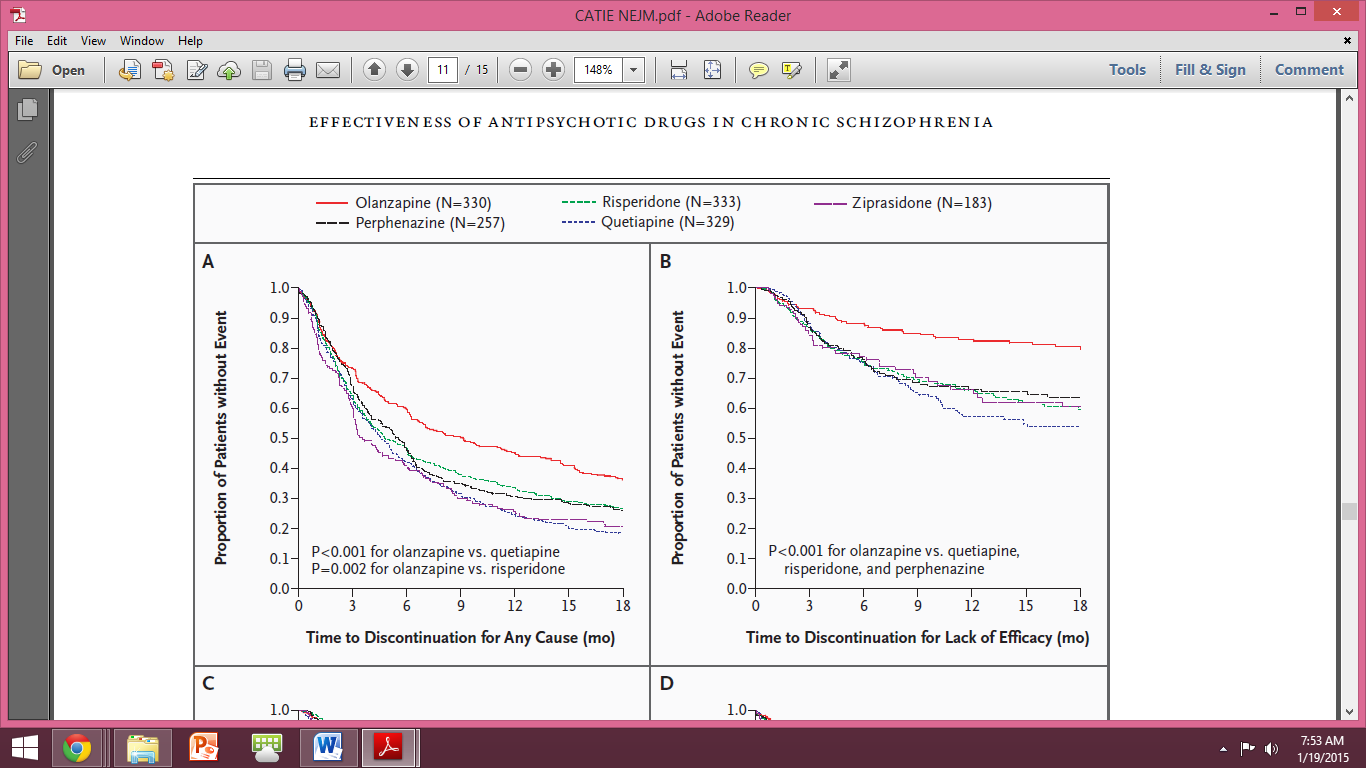 CATIE NEJM.pdf - Adobe Reader
File Edit View Window Help
Open 11 / 15 148% Tools Fill & Sign Comment
EFFECTIVENESS OF ANTIPSYCHOTIC DRUGS IN CHRONIC SCHIZOPHRENIA
Olanzapine (N=330) Risperidone (N=333) Ziprasidone (N=183)
Perphenazine (N=257) Quetiapine (N=329)
A
1.0
0.9
0.8
0.7
0.6
0.5
0.4
0.3
0.2
0.1
0.0
Proportion of Patients without Event
P<0.001 for olanzapine vs. quetiapine
P=0.002 for olanzapine vs. risperidone
0 3 6 9 12 15 18
Time to Discontinuation for Any Cause (mo)
B
1.0
0.9
0.8
0.7
0.6
0.5
0.4
0.3
0.2
0.1
0.0
Proportion of Patients without Event
P<0.001 for olanzapine vs. quetiapine,
risperidone, and perphenazine
0 3 6 9 12 15 18
Time to Discontinuation for Lack of Efficacy (mo)
C
1.0
D
1.0
7:53 AM
1/19/2015